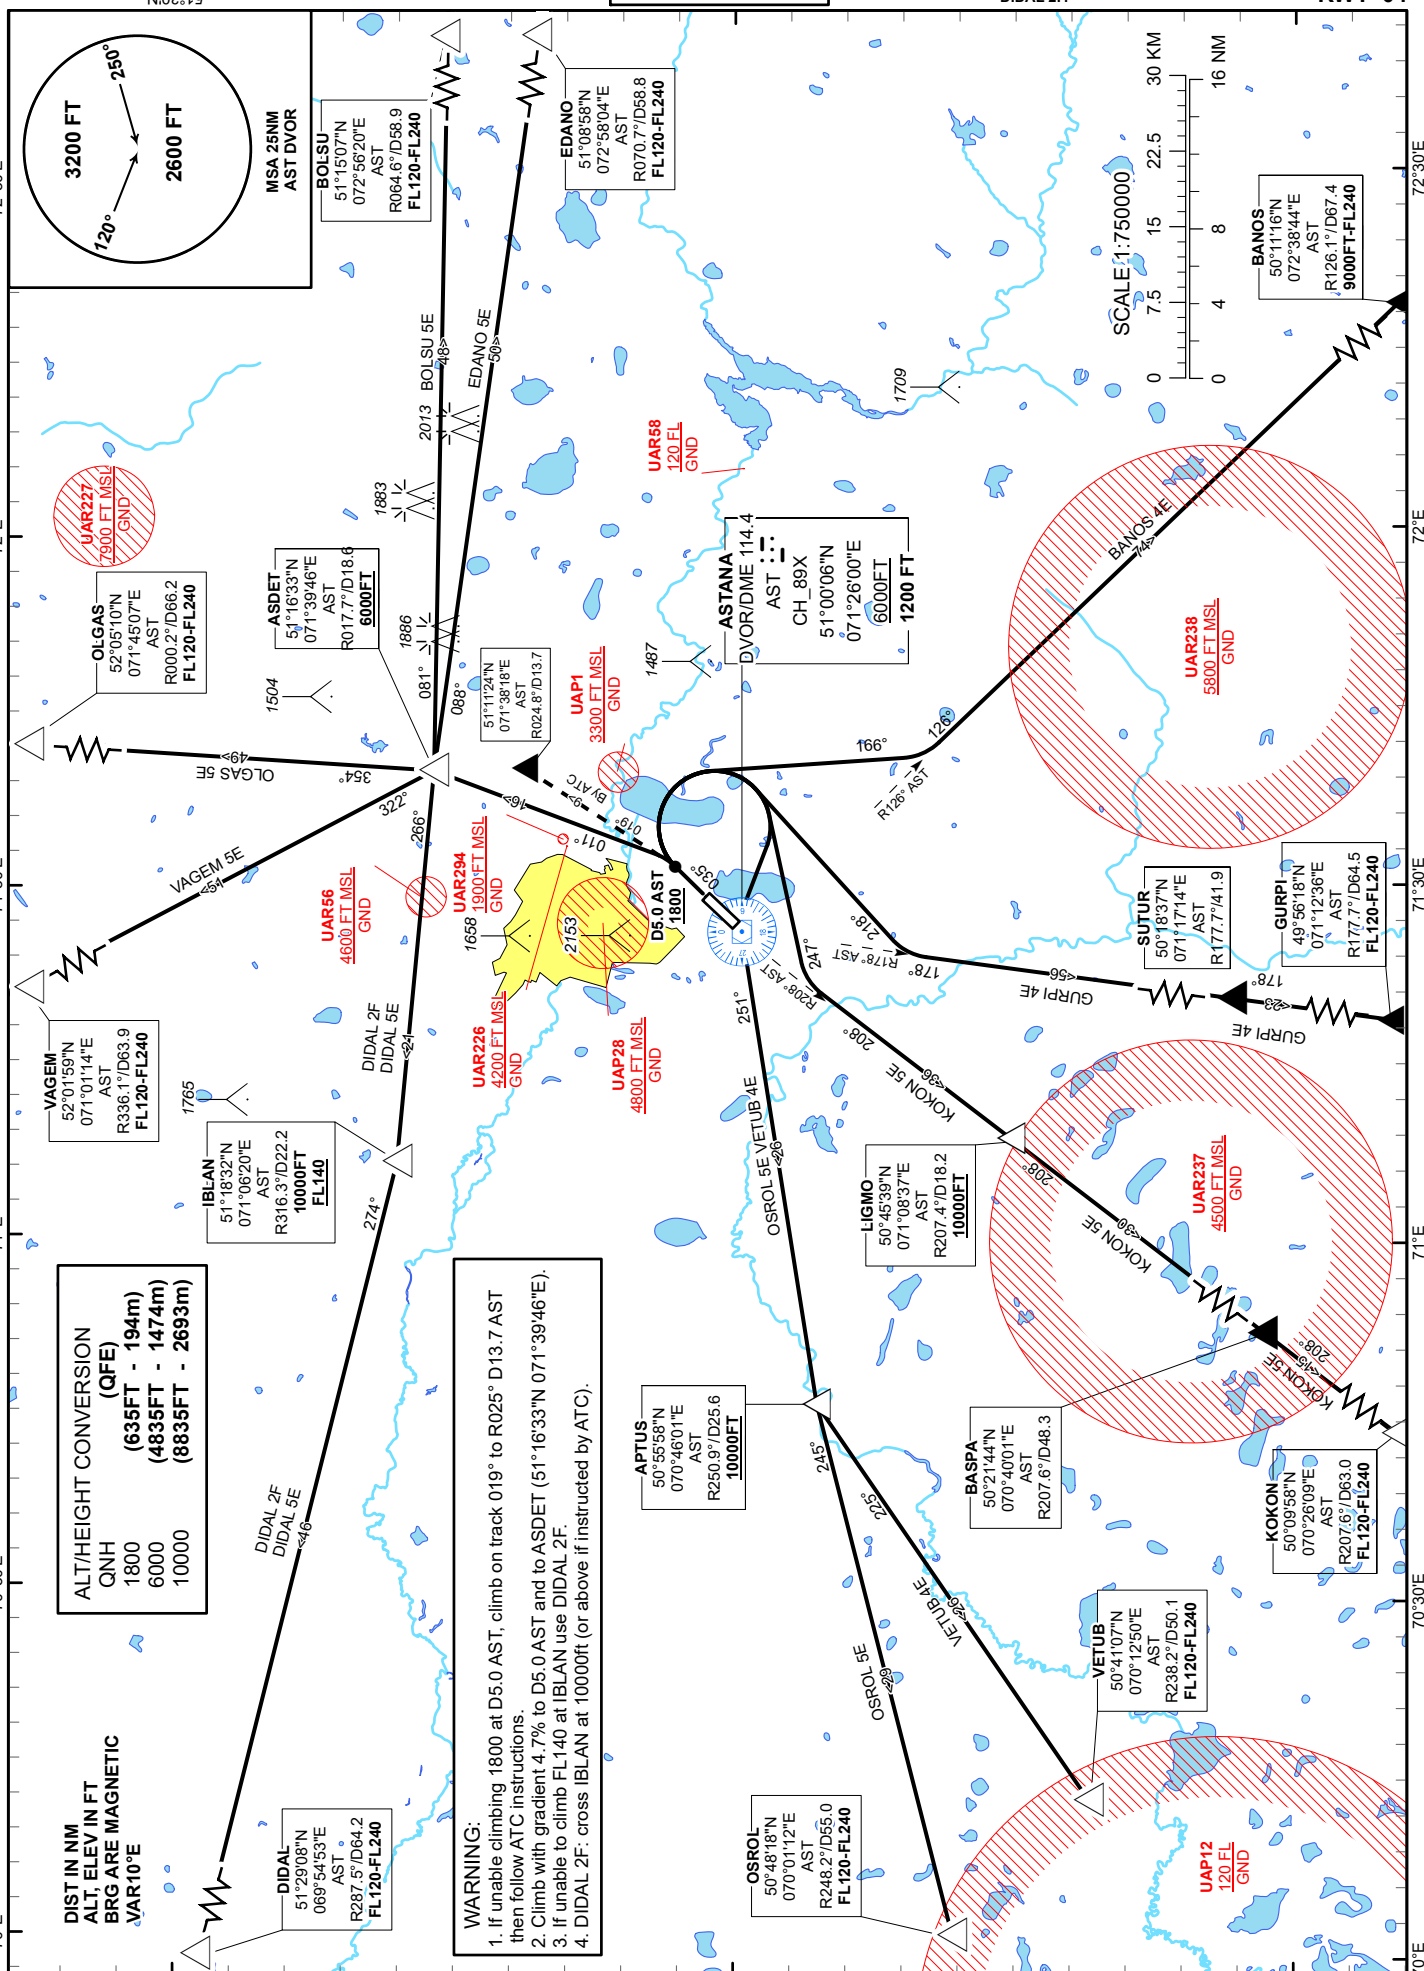 3200 FT
2600 FT
120°
250°
MSA 25NM
AST DVOR
BOLSU
51°15'07"N
072°56'20"E
AST
R064.6°/D58.9
FL120-FL240
EDANO
51°08'58"N
072°58'04"E
AST
R070.7°/D58.8
FL120-FL240
SCALE 1:750000
0 7.5 15 22.5 30 KM
0 4 8 16 NM
BANOS
50°11'16"N
072°38'44"E
AST
R126.1°/D67.4
9000FT-FL240
UAR227
7900 FT MSL
GND
OLGAS
52°05'10"N
071°45'07"E
AST
R000.2°/D66.2
FL120-FL240
ASDET
51°16'33"N
071°39'46"E
AST
R017.7°/D18.6
6000FT
51°11'24"N
071°38'18"E
AST
R024.8°/D13.7
BOLSU 5E
48>
EDANO 5E
50>
2013
1883
1886
1504
1709
1487
081°
088°
UAR58
120 FL
GND
UAP1
3300 FT MSL
GND
ASTANA
DVOR/DME 114.4
AST
CH_89X
51°00'06"N
071°26'00"E
6000FT
1200 FT
BANOS 4E
74>
UAR238
5800 FT MSL
GND
126°
166°
R126° AST
OLGAS 5E
49>
354°
322°
266°
VAGEM 5E
<51
16>
011°
By ATC
9>
019°
035°
D5.0 AST
1800
UAR56
4600 FT MSL
GND
UAR294
1900 FT MSL
GND
1658
2153
UAR226
4200 FT MSL
GND
UAP28
4800 FT MSL
GND
VAGEM
52°01'59"N
071°01'14"E
AST
R336.1°/D63.9
FL120-FL240
1765
DIDAL 2F
DIDAL 5E
<21
IBLAN
51°18'32"N
071°06'20"E
AST
R316.3°/D22.2
10000FT
FL140
274°
251°
247°
218°
R178° AST
R208° AST
178°
208°
GURPI 4E
<56
SUTUR
50°18'37"N
071°17'14"E
AST
R177.7°/41.9
GURPI
49°56'18"N
071°12'36"E
AST
R177.7°/D64.5
FL120-FL240
178°
<23
GURPI 4E
OSROL 5E VETUB 4E
<26
KOKON 5E
<36
LIGMO
50°45'39"N
071°08'37"E
AST
R207.4°/D18.2
10000FT
208°
UAR237
4500 FT MSL
GND
KOKON 5E
<30
208°
<15
KOKON 5E
ALT/HEIGHT CONVERSION
QNH (QFE)
1800 (635FT - 194m)
6000 (4835FT - 1474m)
10000 (8835FT - 2693m)
APTUS
50°55'58"N
070°46'01"E
AST
R250.9°/D25.6
10000FT
BASPA
50°21'44"N
070°40'01"E
AST
R207.6°/D48.3
KOKON
50°09'58"N
070°26'09"E
AST
R207.6°/D63.0
FL120-FL240
DIDAL 2F
DIDAL 5E
<46
245°
225°
OSROL 5E
<29
VETUB 4E
<26
VETUB
50°41'07"N
070°12'50"E
AST
R238.2°/D50.1
FL120-FL240
WARNING:
1. If unable climbing 1800 at D5.0 AST, climb on track 019° to R025° D13.7 AST
then follow ATC instructions.
2. Climb with gradient 4.7% to D5.0 AST and to ASDET (51°16'33"N 071°39'46"E).
3. If unable to climb FL140 at IBLAN use DIDAL 2F.
4. DIDAL 2F: cross IBLAN at 10000ft (or above if instructed by ATC).
DIST IN NM
ALT, ELEV IN FT
BRG ARE MAGNETIC
VAR10°E
DIDAL
51°29'08"N
069°54'53"E
AST
R287.5°/D64.2
FL120-FL240
OSROL
50°48'18"N
070°01'12"E
AST
R248.2°/D55.0
FL120-FL240
UAP12
120 FL
GND
72°30'E
72°E
71°30'E
71°E
70°30'E
70°E